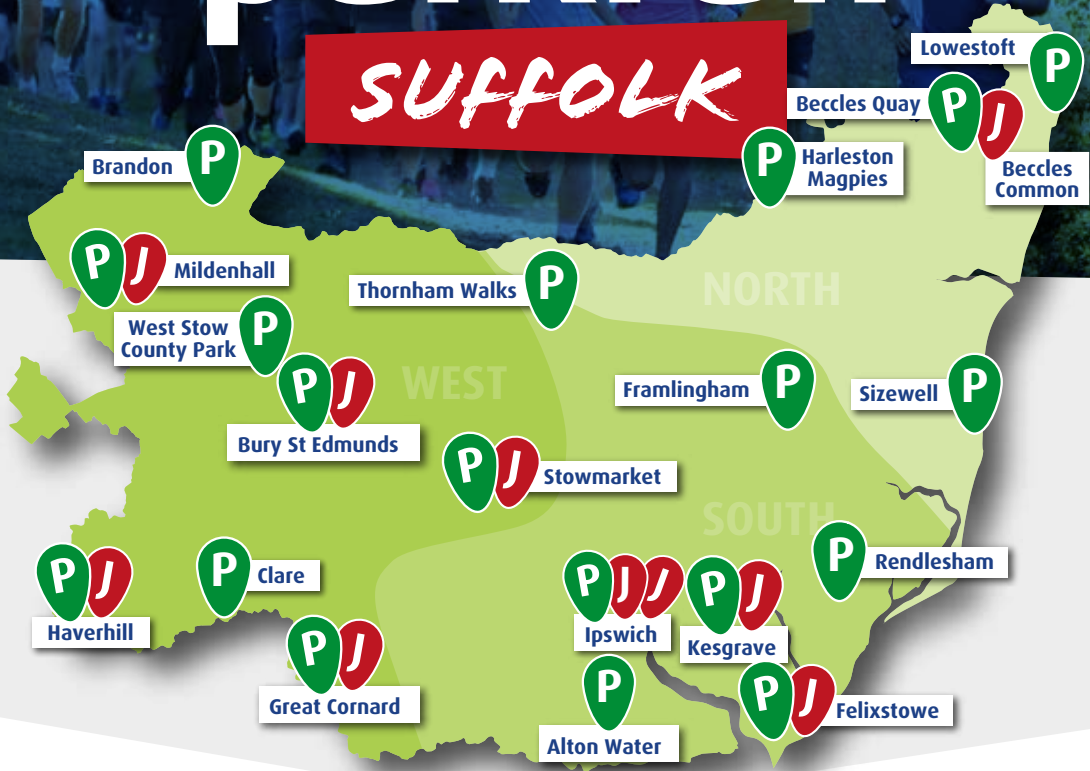 SUFFOLK
Lowestoft
P
Beccles Quay
P
J
Beccles
Common
Brandon
P
P
Harleston
Magpies
P
J
Mildenhall
Thornham Walks
P
NORTH
West Stow
County Park
P
P
J
Bury St Edmunds
WEST
Framlingham
P
Sizewell
P
P
J
Stowmarket
SOUTH
P
J
Haverhill
P
Clare
P
J
J
Ipswich
P
J
Kesgrave
P
Rendlesham
P
J
Great Cornard
P
Alton Water
P
J
Felixstowe